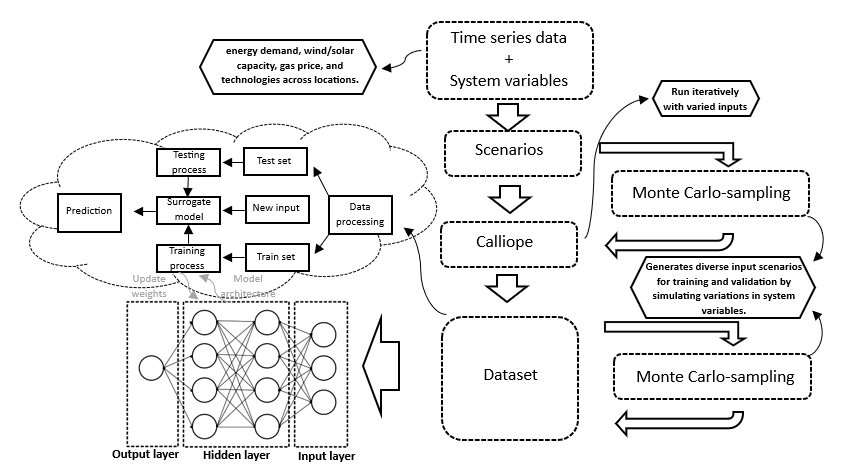 Time series data
+
System variables
energy demand, wind/solar
capacity, gas price, and
technologies across locations.
Run iteratively
with varied inputs
Scenarios
Monte Carlo-sampling
Calliope
Generates diverse input scenarios
for training and validation by
simulating variations in system
variables.
Dataset
Monte Carlo-sampling
Testing
process
Test set
Prediction
Surrogate
model
New input
Data
processing
Training
process
Train set
Update
weights
Model
architecture
Output layer
Hidden layer
Input layer